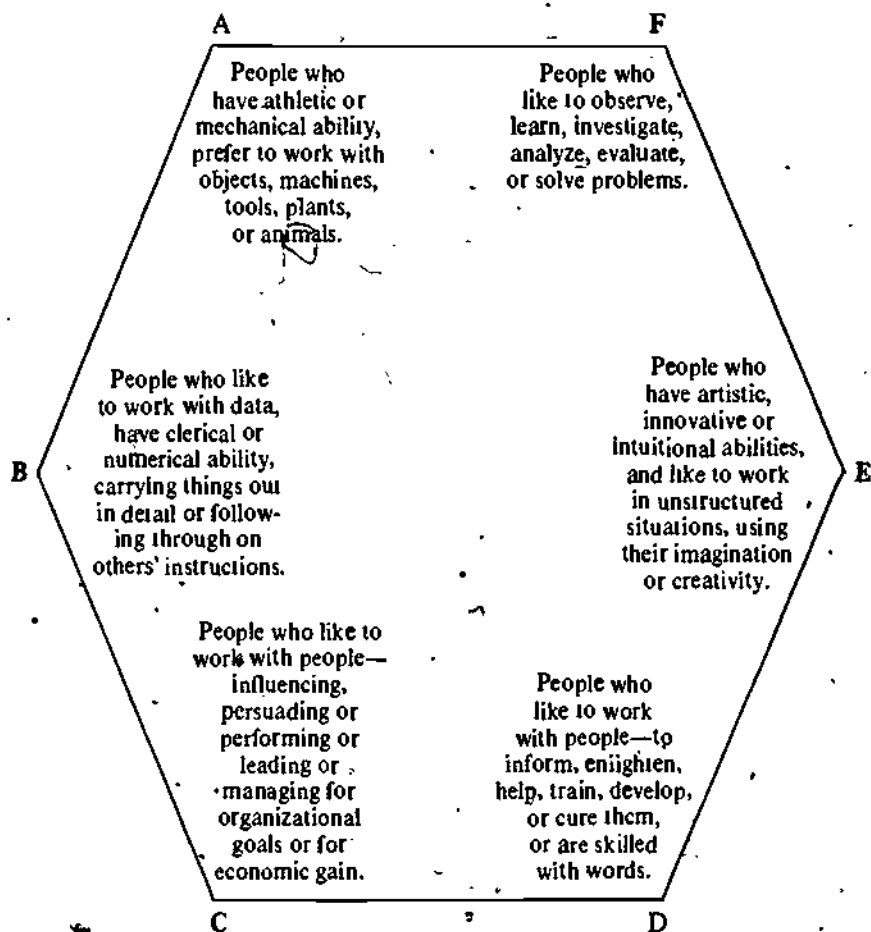 A
F
People who
have athletic or
mechanical ability,
prefer to work with
objects, machines,
tools, plants,
or animals.
People who
like to observe,
learn, investigate,
analyze, evaluate,
or solve problems.
B
People who like
to work with data,
have clerical or
numerical ability,
carrying things out
in detail or follow-
ing through on
others' instructions.
People who
have artistic,
innovative or
intuitional abilities,
and like to work
in unstructured
situations, using
their imagination
or creativity.
E
People who like to
work with people—
influencing,
persuading or
performing or
leading or
managing for
organizational
goals or for
economic gain.
People who
like to work
with people—to
inform, enlighten,
help, train, develop,
or cure them,
or are skilled
with words.
C
D